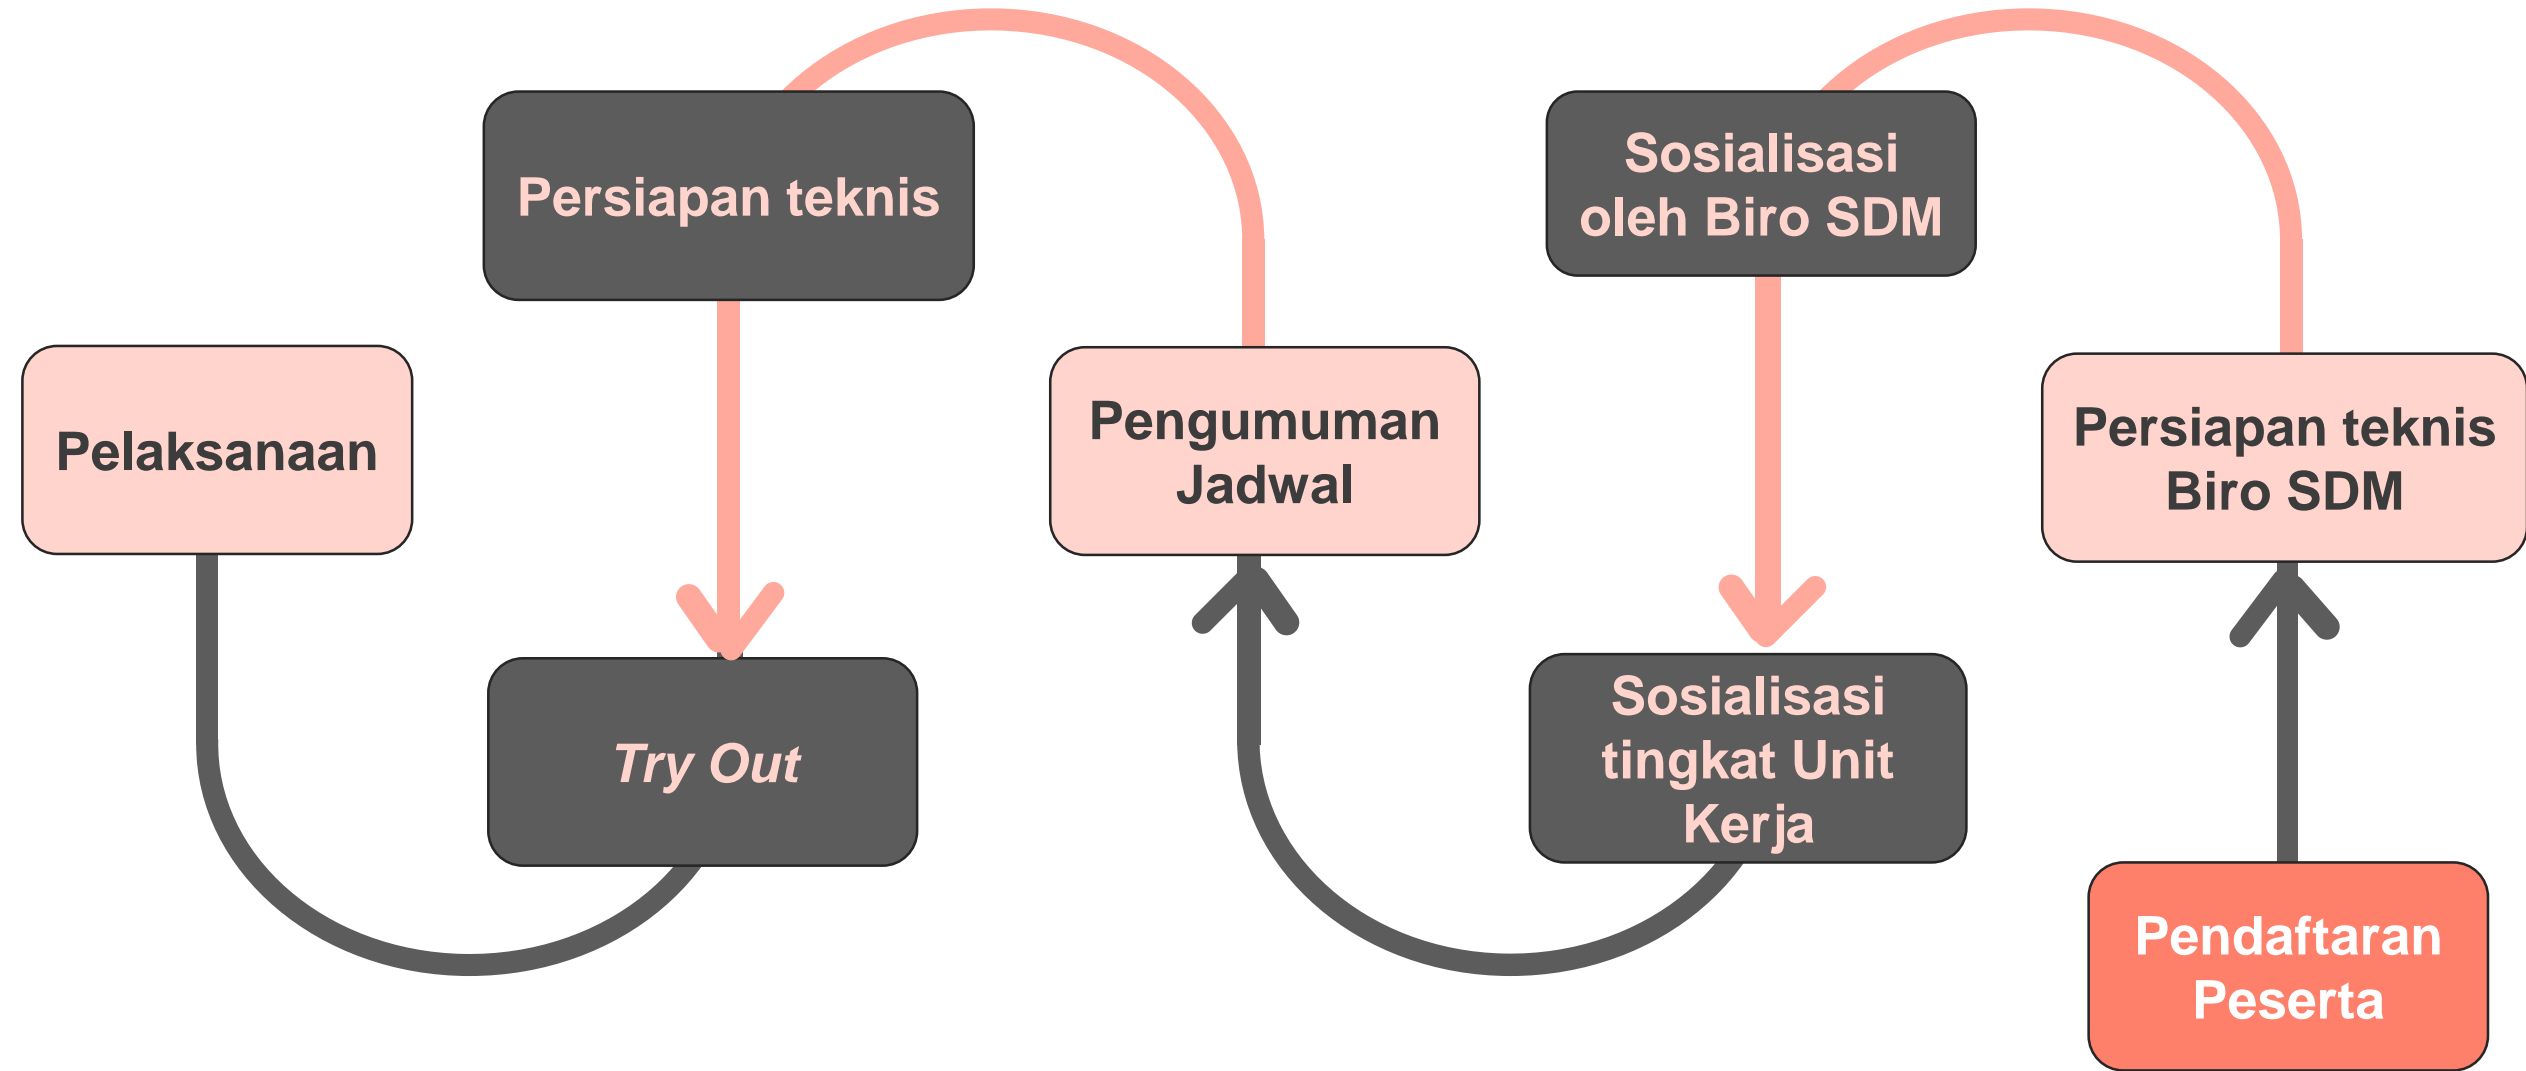 Persiapan teknis
Sosialisasi
oleh Biro SDM
Pelaksanaan
Pengumuman
Jadwal
Persiapan teknis
Biro SDM
Try Out
Sosialisasi
tingkat Unit
Kerja
Pendaftaran
Peserta